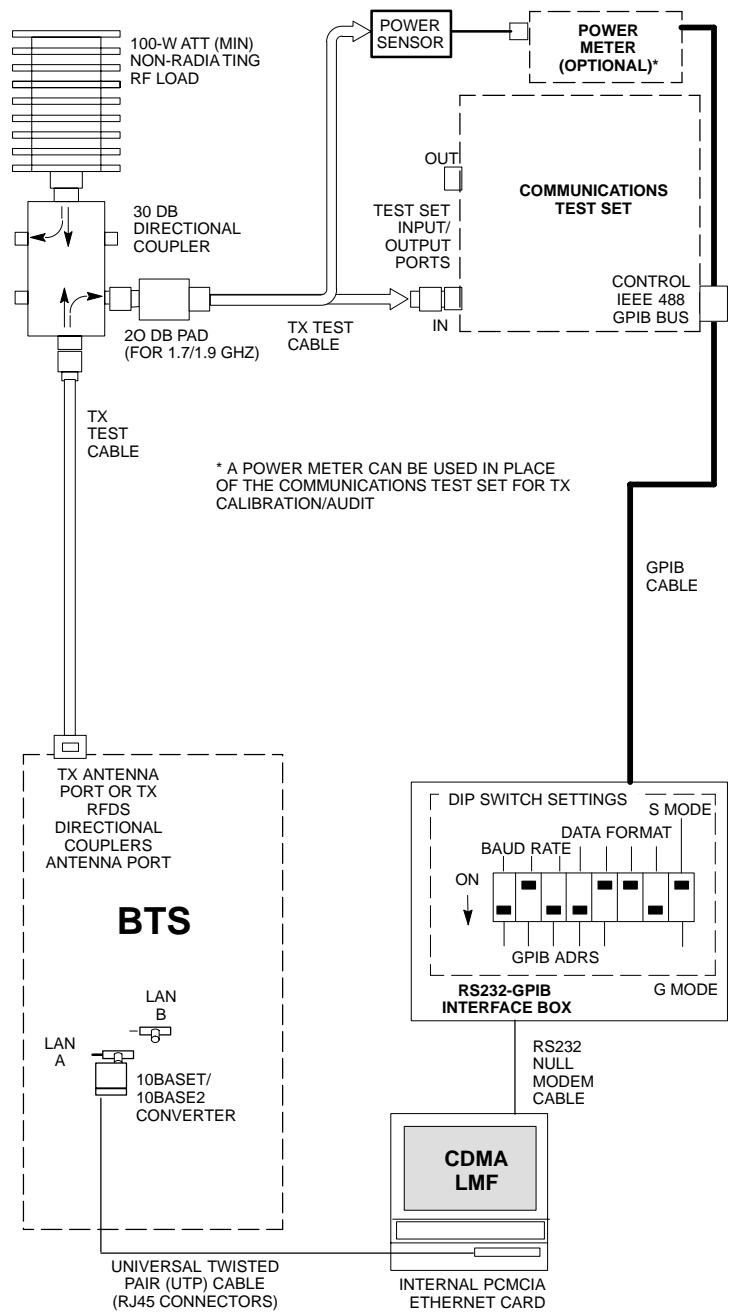 100-W ATT (MIN)
NON-RADIA TING
RF LOAD
POWER
SENSOR
POWER
METER
(OPTIONAL)*
OUT
COMMUNICATIONS
TEST SET
TEST SET
INPUT/
OUTPUT
PORTS
30 DB
DIRECTIONAL
COUPLER
CONTROL
IEEE 488
GPIB BUS
IN
2O DB PAD
(FOR 1.7/1.9 GHZ)
TX TEST
CABLE
TX
TEST
CABLE
* A POWER METER CAN BE USED IN PLACE
OF THE COMMUNICATIONS TEST SET FOR TX
CALIBRATION/AUDIT
GPIB
CABLE
TX ANTENNA
PORT OR TX
RFDS
DIRECTIONAL
COUPLERS
ANTENNA PORT
BTS
LAN
B
LAN
A
10BASET/
10BASE2
CONVERTER
DIP SWITCH SETTINGS
S MODE
DATA FORMAT
BAUD RATE
ON
GPIB ADRS
G MODE
RS232-GPIB
INTERFACE BOX
RS232
NULL
MODEM
CABLE
CDMA
LMF
UNIVERSAL TWISTED
PAIR (UTP) CABLE
(RJ45 CONNECTORS)
INTERNAL PCMCIA
ETHERNET CARD